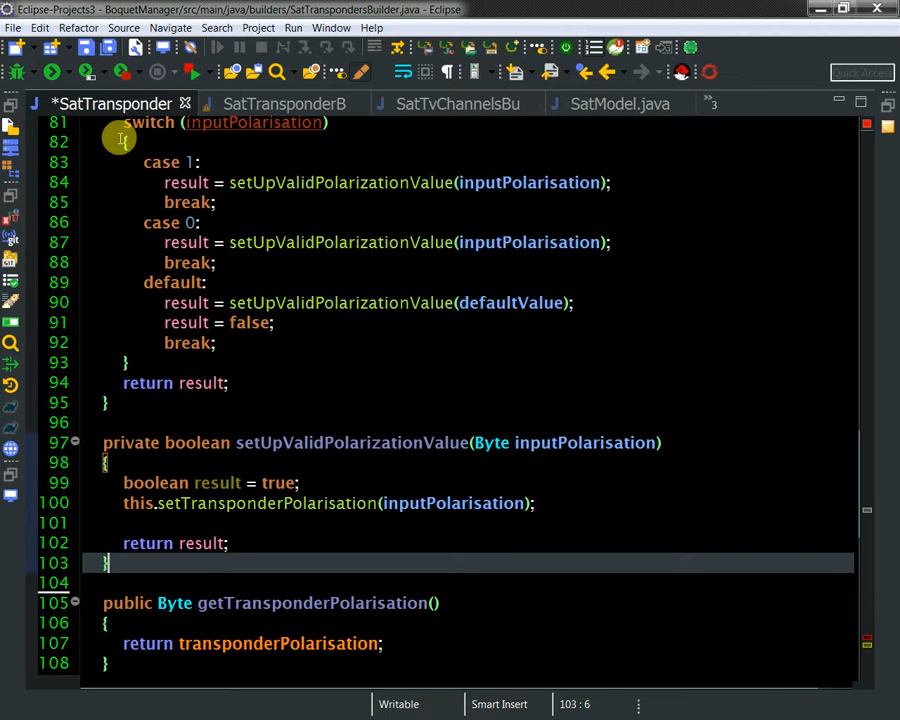 Eclipse-Projects3 - BoquetManager/src/main/java/builders/SatTranspondersBuilder.java - Eclipse
File Edit Refactor Source Navigate Search Project Run Window Help
Quick Access
*SatTransponder SatTransponderB SatTvChannelsBu SatModel.java »3
81 switch (inputPolarisation)
82 {
83 case 1:
84 result = setUpValidPolarizationValue(inputPolarisation);
85 break;
86 case 0:
87 result = setUpValidPolarizationValue(inputPolarisation);
88 break;
89 default:
90 result = setUpValidPolarizationValue(defaultValue);
91 result = false;
92 break;
93 }
94 return result;
95 }
96
97 private boolean setUpValidPolarizationValue(Byte inputPolarisation)
98 {
99 boolean result = true;
100 this.setTransponderPolarisation(inputPolarisation);
101
102 return result;
103 }
104
105 public Byte getTransponderPolarisation()
106 {
107 return transponderPolarisation;
108 }
Writable Smart Insert 103 : 6